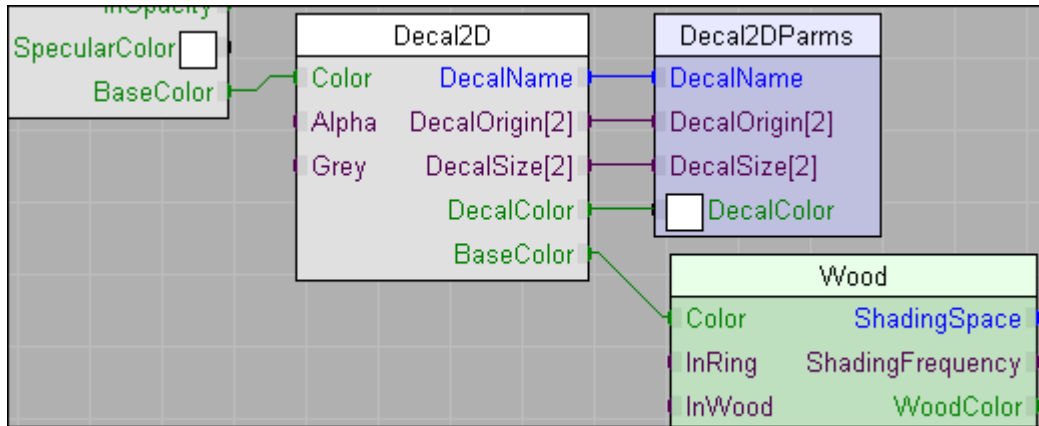 InOpacity
SpecularColor
BaseColor
Decal2D
Color DecalName
Alpha DecalOrigin[2]
Grey DecalSize[2]
DecalColor
BaseColor
Decal2DParms
DecalName
DecalOrigin[2]
DecalSize[2]
DecalColor
Wood
Color ShadingSpace
InRing ShadingFrequency
InWood WoodColor